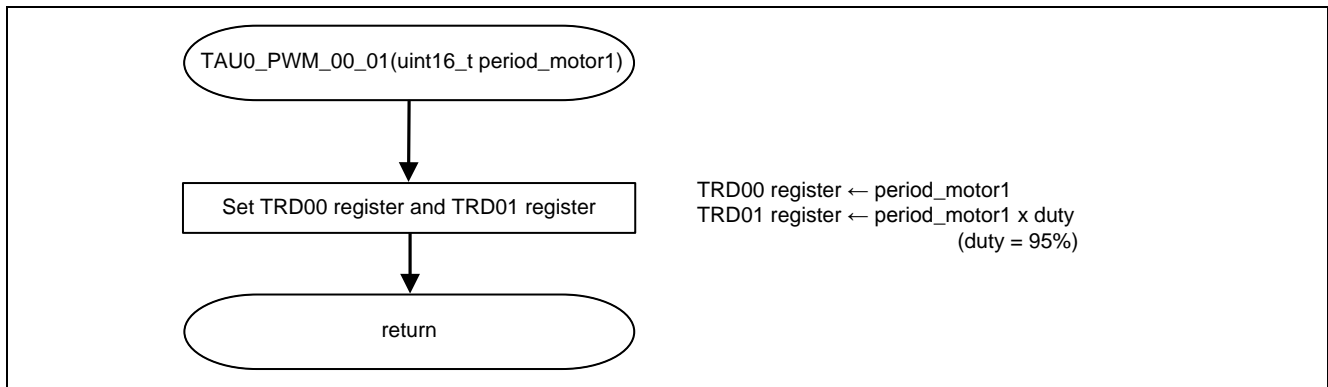 TAU0_PWM_00_01(uint16_t period_motor1)
Set TRD00 register and TRD01 register
TRD00 register ← period_motor1
TRD01 register ← period_motor1 x duty
(duty = 95%)
return